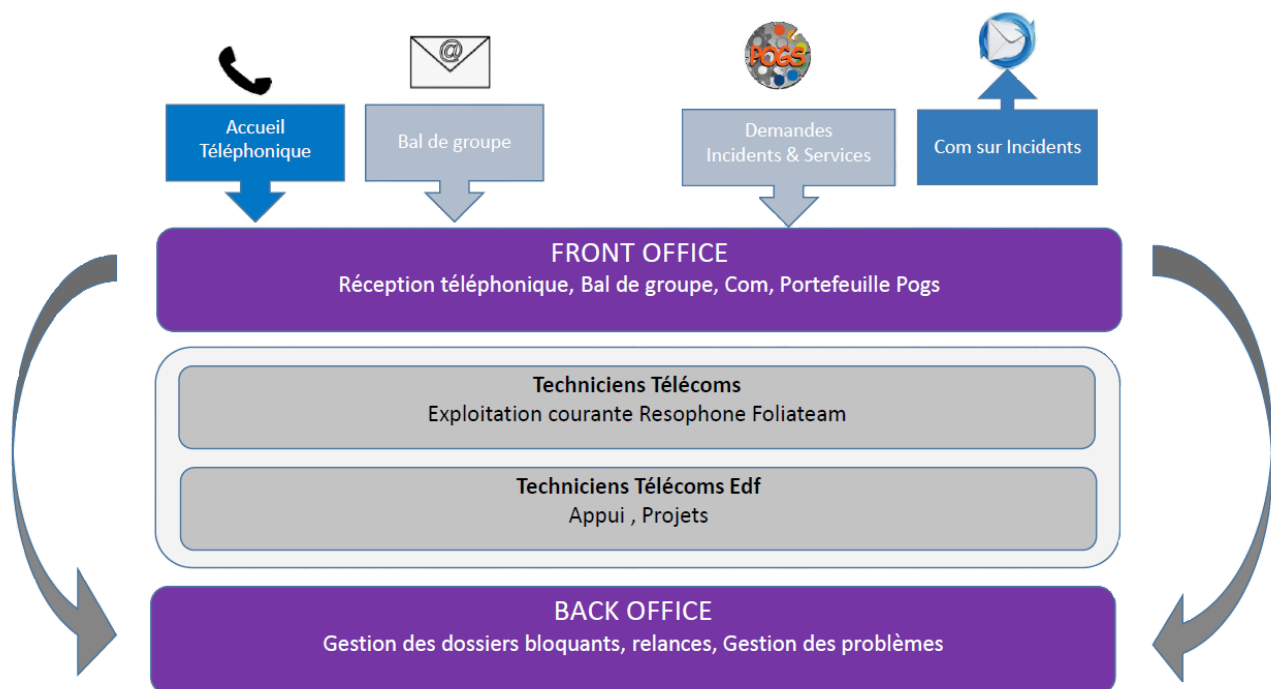 @
POGS
Accueil
Téléphonique
Bal de groupe
Demandes
Incidents & Services
Com sur Incidents
FRONT OFFICE
Réception téléphonique, Bal de groupe, Com, Portefeuille Pogs
Techniciens Télécoms
Exploitation courante Resophone Foliateam
Techniciens Télécoms Edf
Appui , Projets
BACK OFFICE
Gestion des dossiers bloquants, relances, Gestion des problèmes